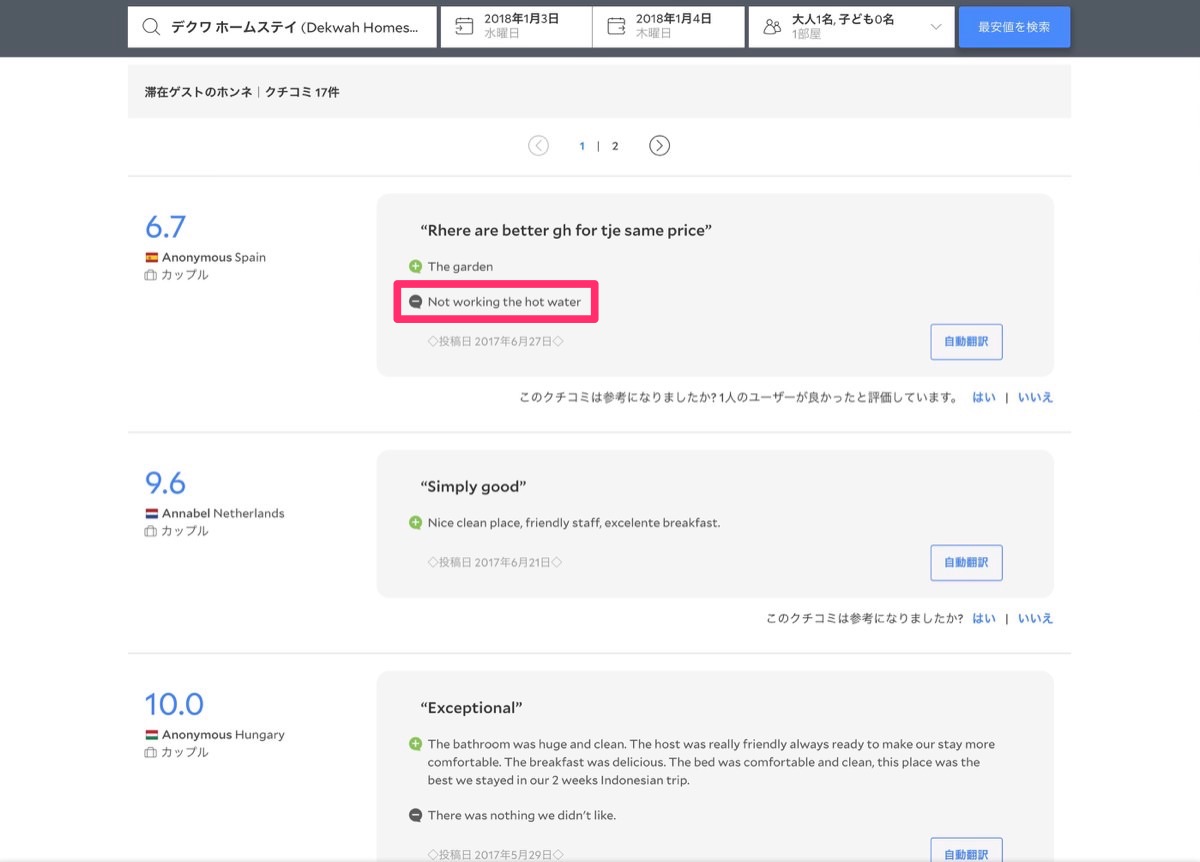 デクワ ホームステイ (Dekwah Homes...
2018年1月3日
水曜日
2018年1月4日
木曜日
大人1名, 子ども0名
1部屋
最安値を検索
滞在ゲストのホンネ | クチコミ 17件
1 | 2
6.7
Anonymous Spain
カップル
“Rhere are better gh for tje same price”
The garden
Not working the hot water
◇投稿日 2017年6月27日◇
自動翻訳
このクチコミは参考になりましたか? 1人のユーザーが良かったと評価しています。 はい | いいえ
9.6
Annabel Netherlands
カップル
“Simply good”
Nice clean place, friendly staff, excelente breakfast.
◇投稿日 2017年6月21日◇
自動翻訳
このクチコミは参考になりましたか? はい | いいえ
10.0
Anonymous Hungary
カップル
“Exceptional”
The bathroom was huge and clean. The host was really friendly always ready to make our stay more
comfortable. The breakfast was delicious. The bed was comfortable and clean, this place was the
best we stayed in our 2 weeks Indonesian trip.
There was nothing we didn't like.
◇投稿日 2017年5月29日◇
自動翻訳